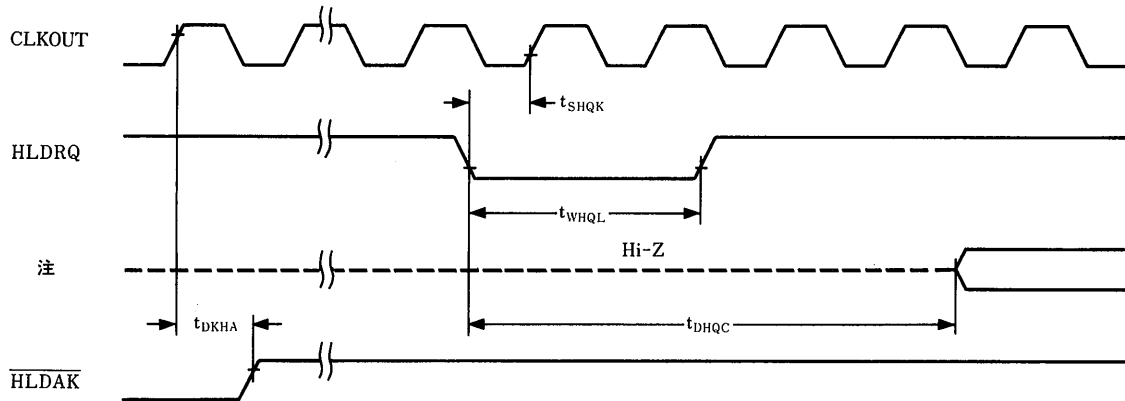 CLKOUT
tSHQK
HLDRQ
tWHQL
Hi-Z
注
tDHQC
tDKHA
HLDAK